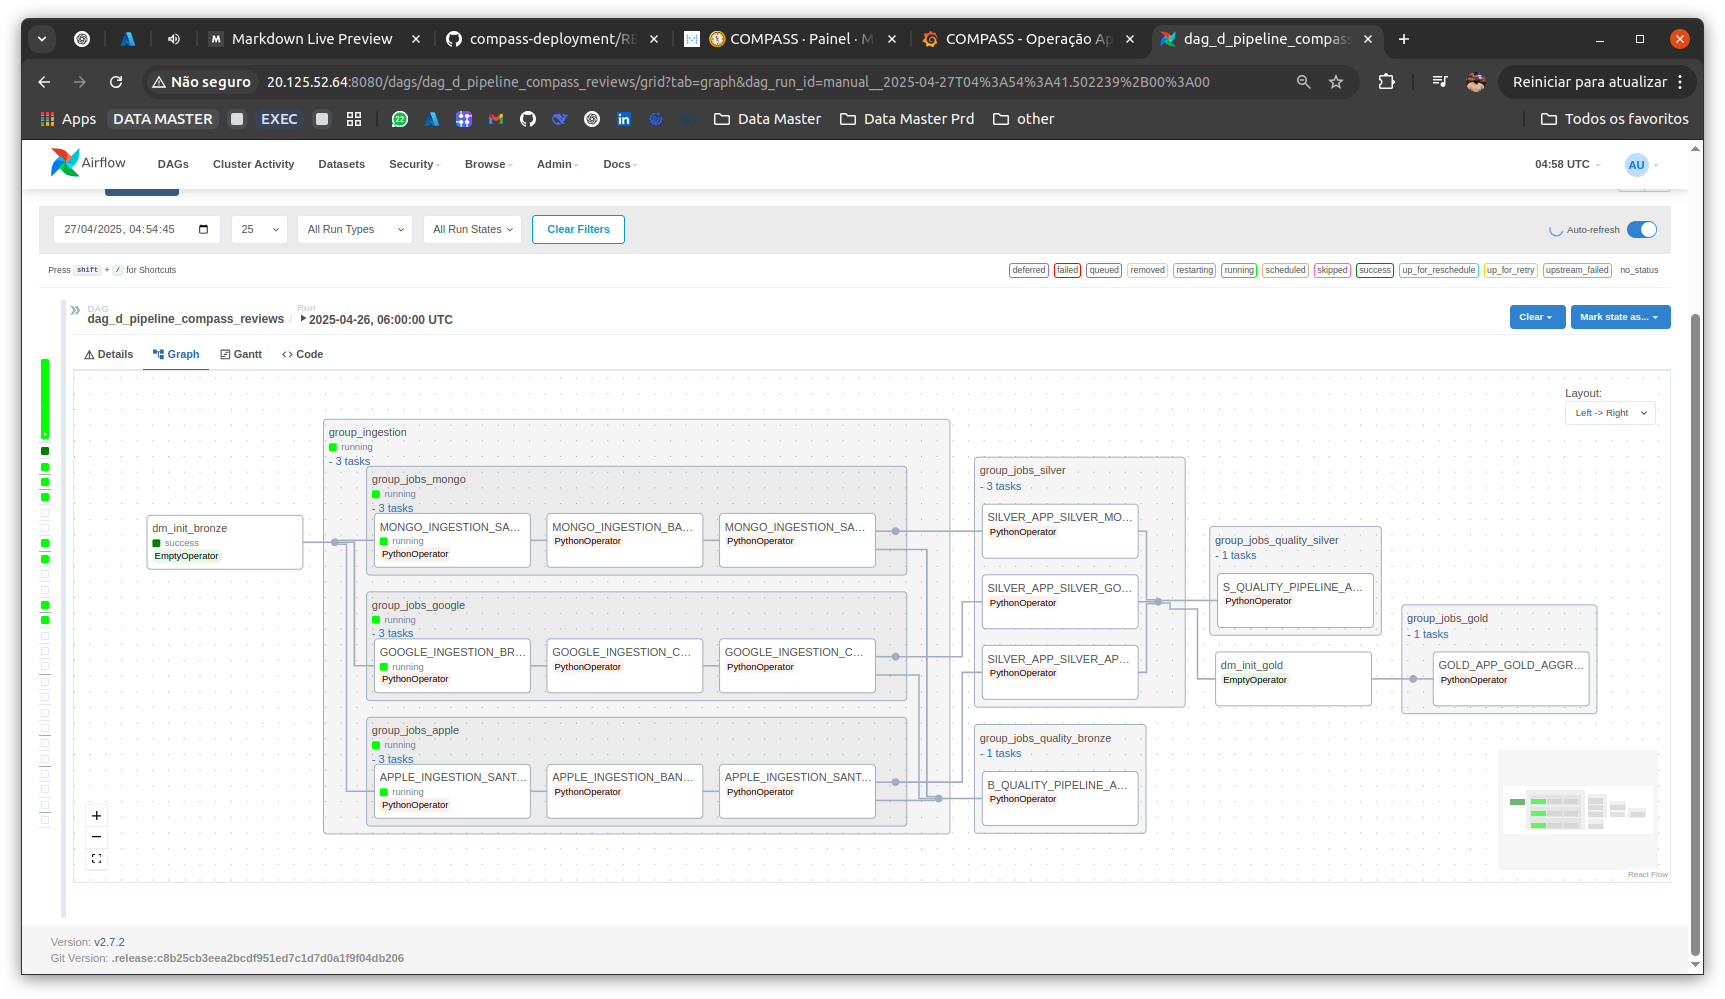 Markdown Live Preview
compass-deployment/RE
COMPASS · Painel · M
COMPASS - Operação Ap
dag_d_pipeline_compass
Não seguro
20.125.52.64:8080/dags/dag_d_pipeline_compass_reviews/grid?tab=graph&dag_run_id=manual__2025-04-27T04%3A54%3A41.502239%2B00%3A00
Reiniciar para atualizar
Apps
DATA MASTER
EXEC
22
Data Master
Data Master Prd
other
Todos os favoritos
Airflow
DAGs
Cluster Activity
Datasets
Security
Browse
Admin
Docs
04:58 UTC
AU
27/04/2025, 04:54:45
25
All Run Types
All Run States
Clear Filters
Auto-refresh
Press shift + / for Shortcuts
deferred
failed
queued
removed
restarting
running
scheduled
skipped
success
up_for_reschedule
up_for_retry
upstream_failed
no_status
DAG
dag_d_pipeline_compass_reviews /
Run
2025-04-26, 06:00:00 UTC
Clear
Mark state as...
Details
Graph
Gantt
Code
Layout:
Left -> Right
dm_init_bronze
success
EmptyOperator
group_ingestion
running
- 3 tasks
group_jobs_mongo
running
- 3 tasks
MONGO_INGESTION_SA...
running
PythonOperator
MONGO_INGESTION_BA...
PythonOperator
MONGO_INGESTION_SA...
PythonOperator
group_jobs_google
running
- 3 tasks
GOOGLE_INGESTION_BR...
running
PythonOperator
GOOGLE_INGESTION_C...
PythonOperator
GOOGLE_INGESTION_C...
PythonOperator
group_jobs_apple
running
- 3 tasks
APPLE_INGESTION_SANT...
running
PythonOperator
APPLE_INGESTION_BAN...
PythonOperator
APPLE_INGESTION_SANT...
PythonOperator
group_jobs_silver
- 3 tasks
SILVER_APP_SILVER_MO...
PythonOperator
SILVER_APP_SILVER_GO...
PythonOperator
SILVER_APP_SILVER_AP...
PythonOperator
group_jobs_quality_bronze
- 1 tasks
B_QUALITY_PIPELINE_A...
PythonOperator
group_jobs_quality_silver
- 1 tasks
S_QUALITY_PIPELINE_A...
PythonOperator
dm_init_gold
EmptyOperator
group_jobs_gold
- 1 tasks
GOLD_APP_GOLD_AGGR...
PythonOperator
React Flow
Version: v2.7.2
Git Version: .release:c8b25cb3eea2bcdf951ed7c1d7d0a1f9f04db206